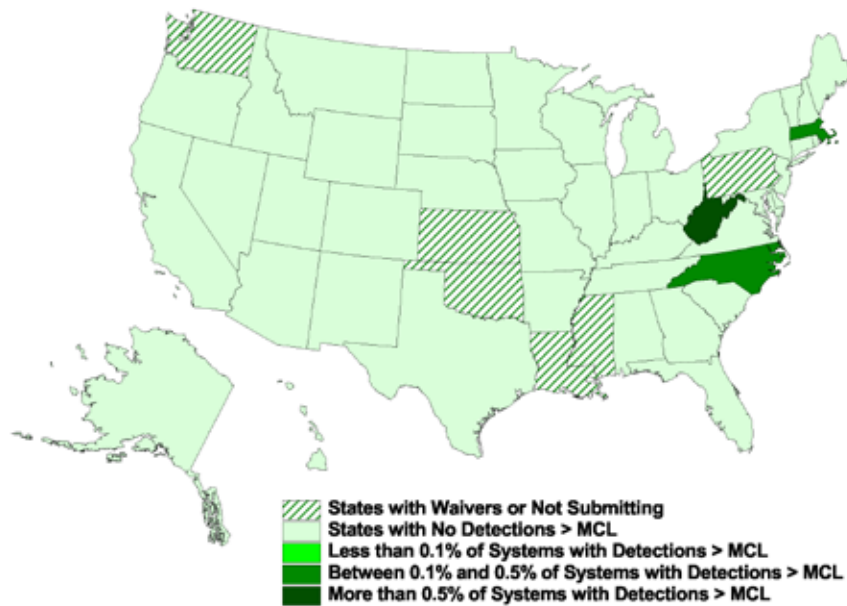 States with Waivers or Not Submitting
States with No Detections > MCL
Less than 0.1% of Systems with Detections > MCL
Between 0.1% and 0.5% of Systems with Detections > MCL
More than 0.5% of Systems with Detections > MCL